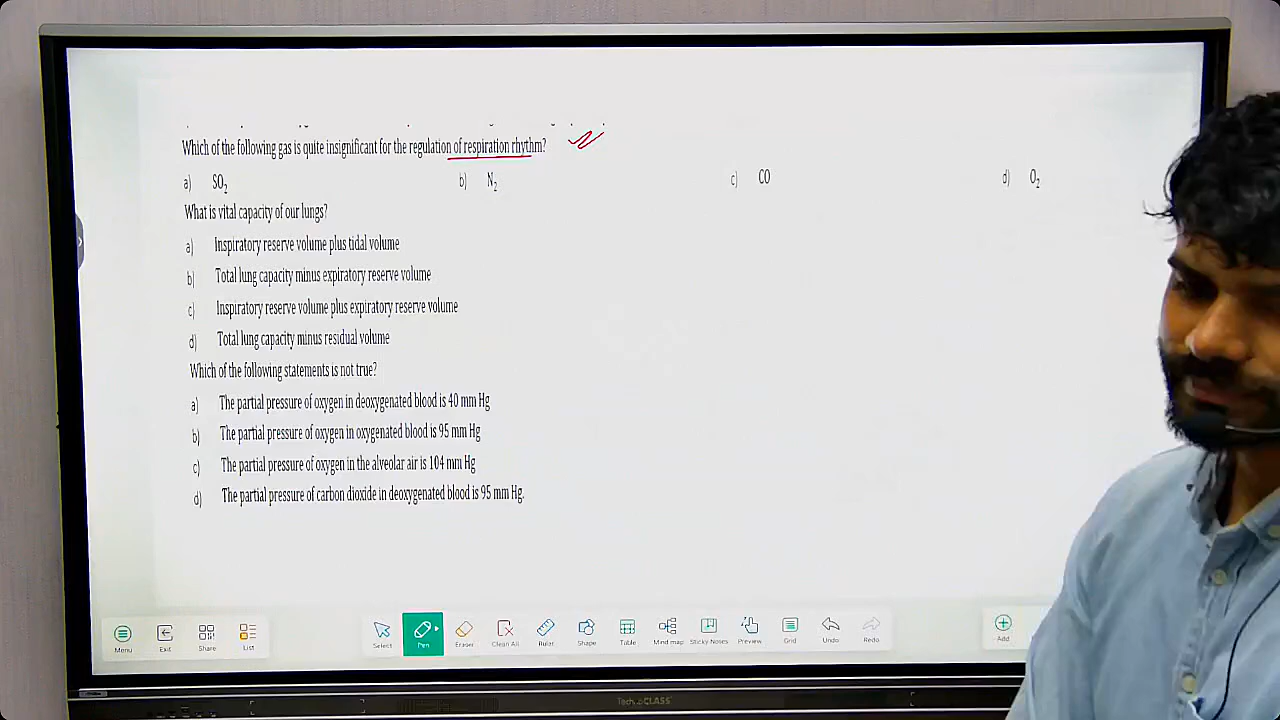 Which of the following gas is quite insignificant for the regulation of respiration rhythm?
a) SO₂ b) N₂ c) CO d) O₂
What is vital capacity of our lungs?
a) Inspiratory reserve volume plus tidal volume
b) Total lung capacity minus expiratory reserve volume
c) Inspiratory reserve volume plus expiratory reserve volume
d) Total lung capacity minus residual volume
Which of the following statements is not true?
a) The partial pressure of oxygen in deoxygenated blood is 40 mm Hg
b) The partial pressure of oxygen in oxygenated blood is 95 mm Hg
c) The partial pressure of oxygen in the alveolar air is 104 mm Hg
d) The partial pressure of carbon dioxide in deoxygenated blood is 95 mm Hg.
Menu Exit Share List Select Pen Eraser Clean All Ruler Shape Table Mind map Sticky Notes Preview Grid Undo Redo Add